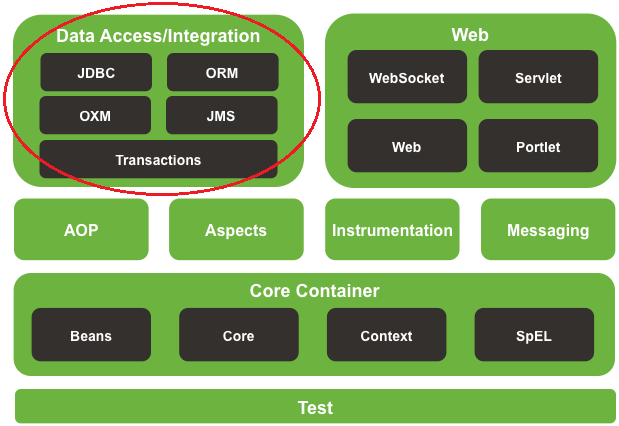 Data Access/Integration
JDBC
ORM
OXM
JMS
Transactions
Web
WebSocket
Servlet
Web
Portlet
AOP
Aspects
Instrumentation
Messaging
Core Container
Beans
Core
Context
SpEL
Test